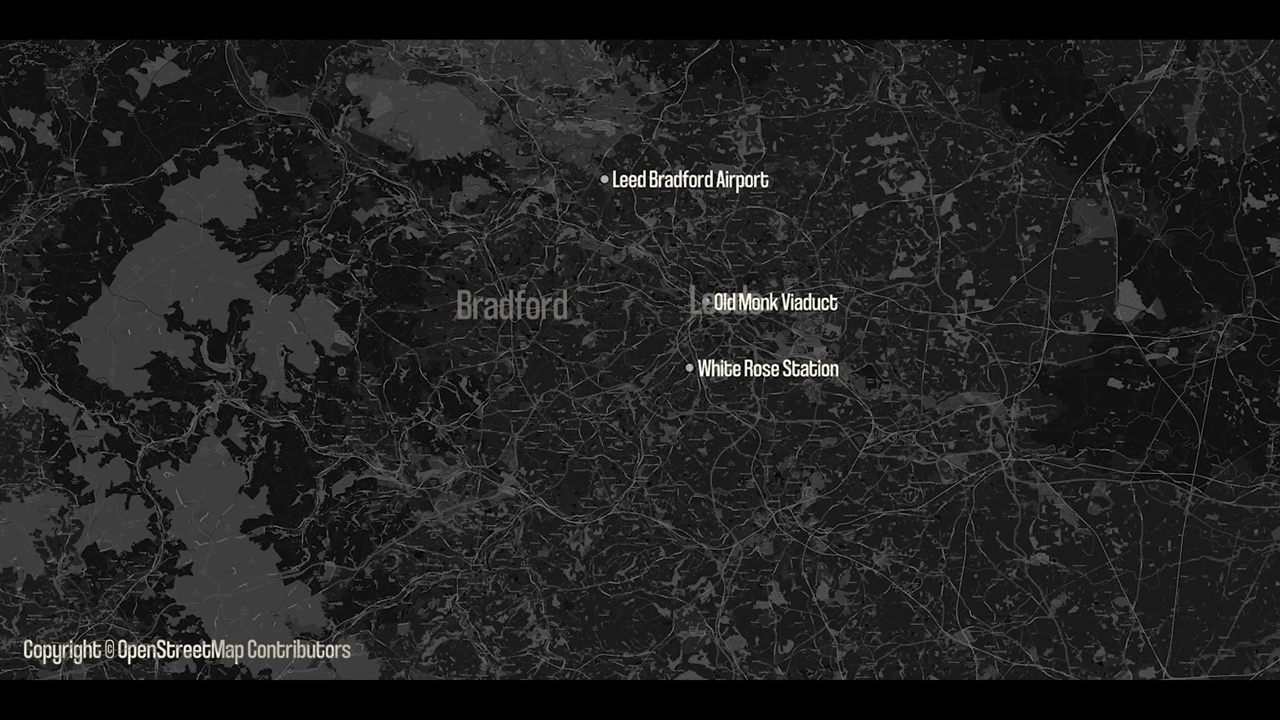 Leed Bradford Airport
Bradford
Old Monk Viaduct
White Rose Station
Copyright © OpenStreetMap Contributors